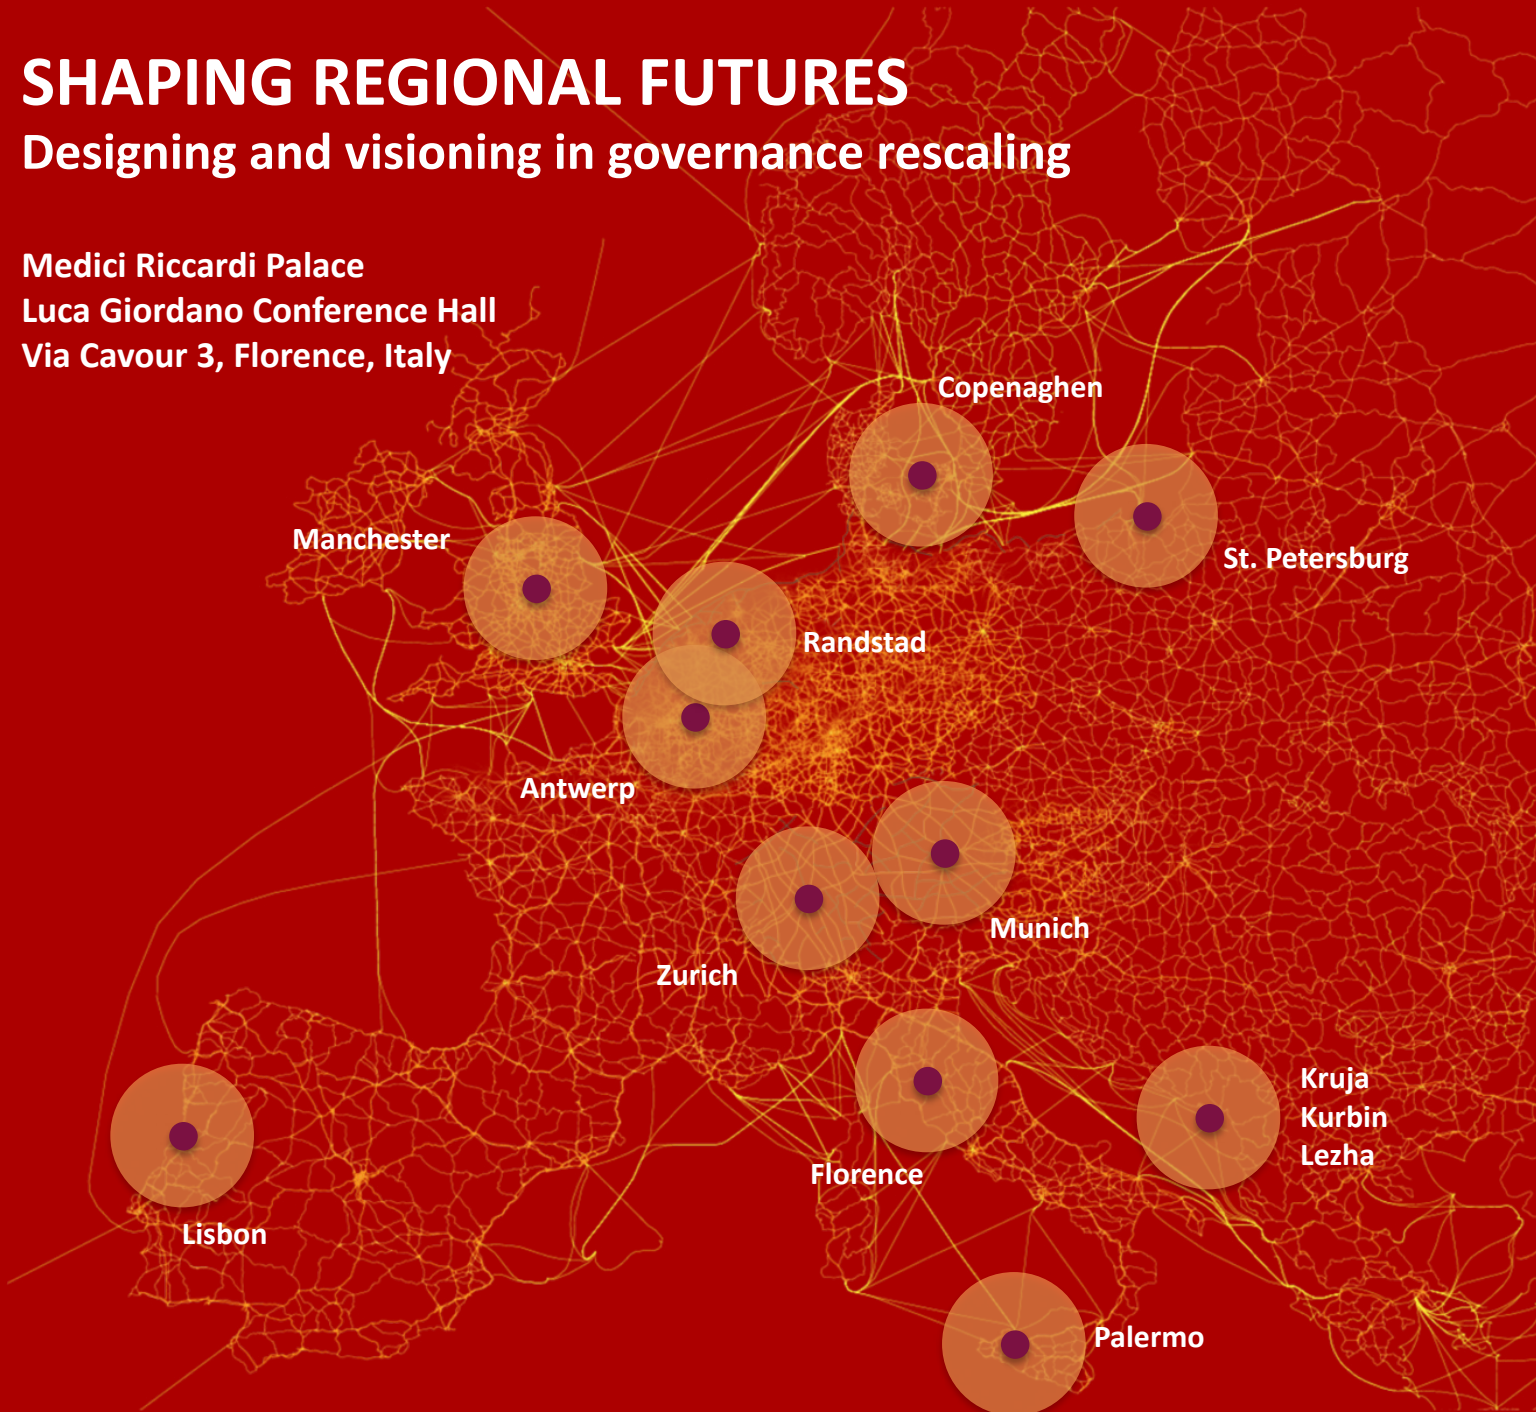 SHAPING REGIONAL FUTURES
Designing and visioning in governance rescaling
Medici Riccardi Palace
Luca Giordano Conference Hall
Via Cavour 3, Florence, Italy
Copenaghen
Manchester
St. Petersburg
Randstad
Antwerp
Munich
Zurich
Kruja
Kurbin
Lezha
Florence
Lisbon
Palermo